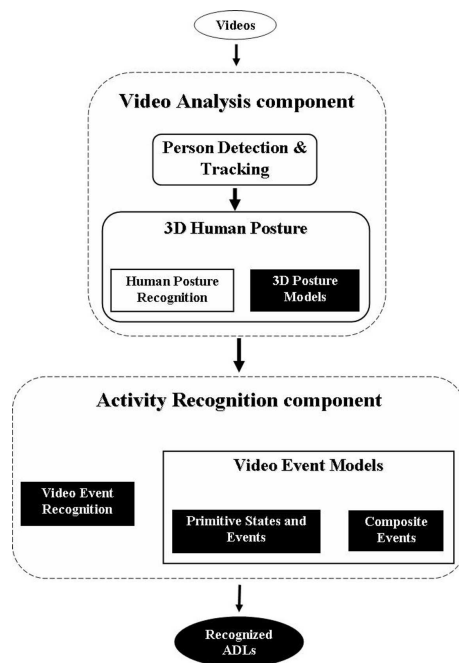 Videos
Video Analysis component
Person Detection &
Tracking
3D Human Posture
Human Posture
Recognition
3D Posture
Models
Activity Recognition component
Video Event Models
Video Event
Recognition
Primitive States and
Events
Composite
Events
Recognized
ADLs